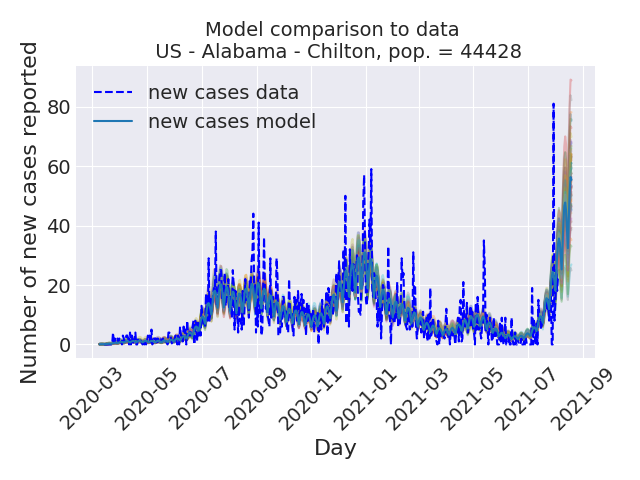 Model comparison to data
US - Alabama - Chilton, pop. = 44428
Number of new cases reported
80
60
40
20
0
new cases data
new cases model
2020-03
2020-05
2020-07
2020-09
2020-11
2021-01
2021-03
2021-05
2021-07
2021-09
Day